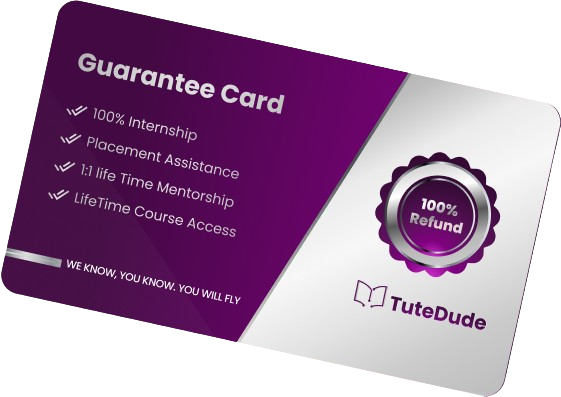 Guarantee Card
100% Internship
Placement Assistance
1:1 life Time Mentorship
LifeTime Course Access
WE KNOW, YOU KNOW. YOU WILL FLY
100%
Refund
TuteDude